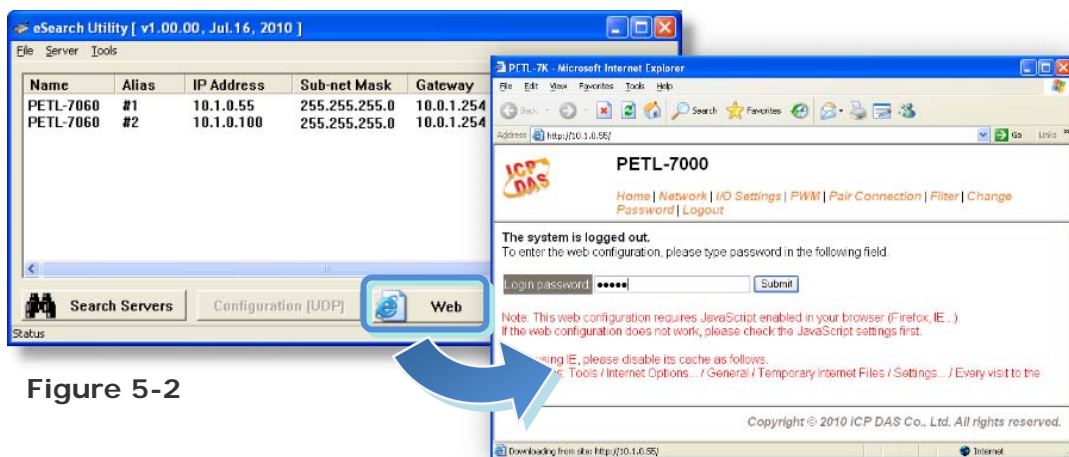 eSearch Utility [ v1.00.00, Jul.16, 2010 ]
File Server Tools
Name Alias IP Address Sub-net Mask Gateway
PETL-7060 #1 10.1.0.55 255.255.255.0 10.0.1.254
PETL-7060 #2 10.1.0.100 255.255.255.0 10.0.1.254
Search Servers Configuration (UDP) Web
Status
Figure 5-2
PETL-7K - Microsoft Internet Explorer
File Edit View Favorites Tools Help
Back Search Favorites
Address http://10.1.0.55/ Go Links »
ICP DAS
PETL-7000
Home | Network | I/O Settings | PWM | Pair Connection | Filter | Change
Password | Logout
The system is logged out.
To enter the web configuration, please type password in the following field.
Login password: ●●●●● Submit
Note: This web configuration requires JavaScript enabled in your browser (Firefox, IE...).
If the web configuration does not work, please check the JavaScript settings first.
using IE, please disable its cache as follows.
: Tools / Internet Options... / General / Temporary Internet Files / Settings... / Every visit to the
Copyright © 2010 ICP DAS Co., Ltd. All rights reserved.
Downloading from site: http://10.1.0.55/ Internet